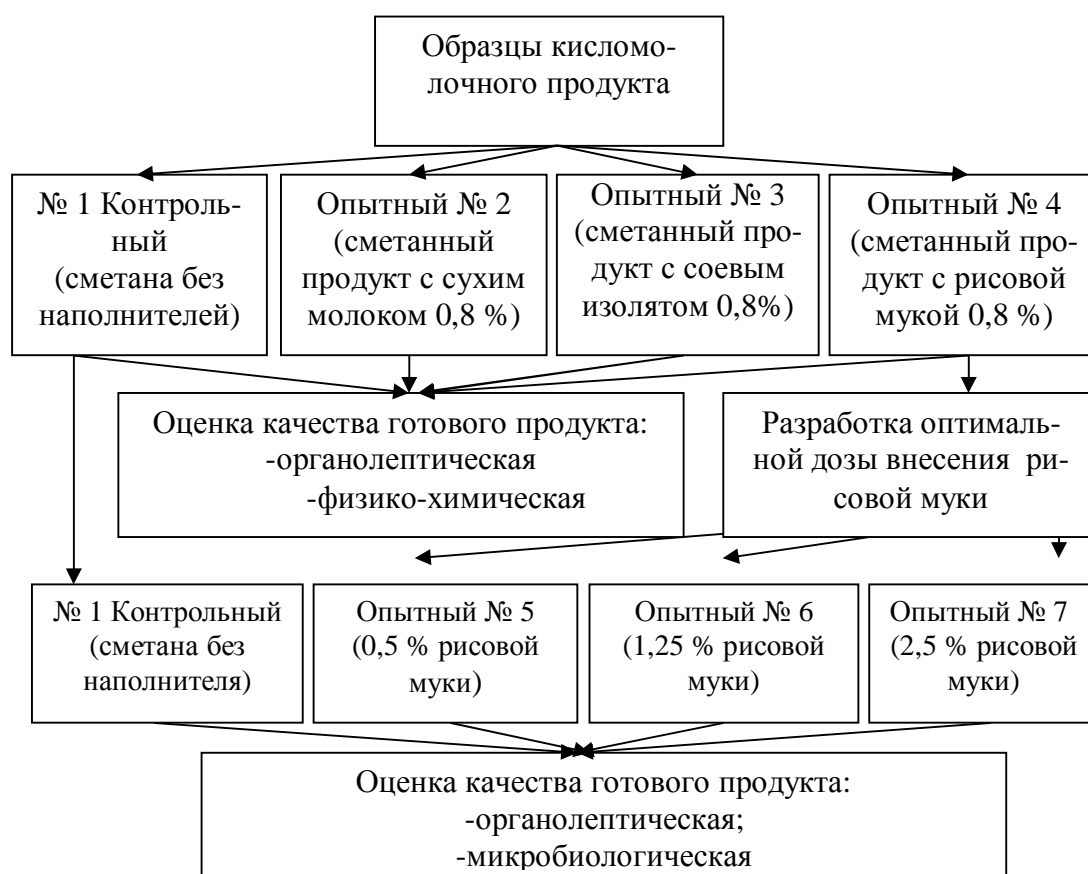 Образцы кисломо-
лочного продукта
№ 1 Контроль-
ный
(сметана без
наполнителей)
Опытный № 2
(сметанный
продукт с сухим
молоком 0,8 %)
Опытный № 3
(сметанный про-
дукт с соевым
изолятом 0,8%)
Опытный № 4
(сметанный про-
дукт с рисовой
мукой 0,8 %)
Оценка качества готового продукта:
-органолептическая
-физико-химическая
Разработка оптималь-
ной дозы внесения ри-
совой муки
№ 1 Контрольный
(сметана без
наполнителя)
Опытный № 5
(0,5 % рисовой
муки)
Опытный № 6
(1,25 % рисовой
муки)
Опытный № 7
(2,5 % рисовой
муки)
Оценка качества готового продукта:
-органолептическая;
-микробиологическая